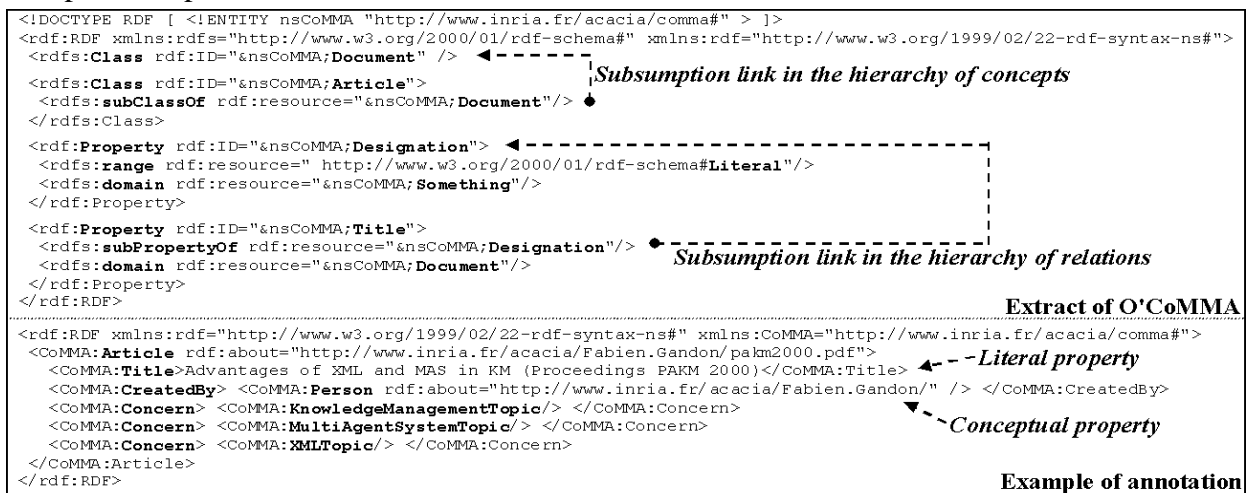 <!DOCTYPE RDF [ <!ENTITY nsCoMMA "http://www.inria.fr/acacia/comma#" > ]>
<rdf:RDF xmlns:rdfs="http://www.w3.org/2000/01/rdf-schema#" xmlns:rdf="http://www.w3.org/1999/02/22-rdf-syntax-ns#">
<rdfs:Class rdf:ID="&nsCoMMA;Document" />
Subsumption link in the hierarchy of concepts
<rdfs:Class rdf:ID="&nsCoMMA;Article">
<rdfs:subClassOf rdf:resource="&nsCoMMA;Document"/>
</rdfs:Class>
<rdf:Property rdf:ID="&nsCoMMA;Designation">
<rdfs:range rdf:resource=" http://www.w3.org/2000/01/rdf-schema#Literal"/>
<rdfs:domain rdf:resource="&nsCoMMA;Something"/>
</rdf:Property>
<rdf:Property rdf:ID="&nsCoMMA;Title">
<rdfs:subPropertyOf rdf:resource="&nsCoMMA;Designation"/>
<rdfs:domain rdf:resource="&nsCoMMA;Document"/>
Subsumption link in the hierarchy of relations
</rdf:Property>
</rdf:RDF>
Extract of O'CoMMA
<rdf:RDF xmlns:rdf="http://www.w3.org/1999/02/22-rdf-syntax-ns#" xmlns:CoMMA="http://www.inria.fr/acacia/comma#">
<CoMMA:Article rdf:about="http://www.inria.fr/acacia/Fabien.Gandon/pakm2000.pdf">
Literal property
<CoMMA:Title>Advantages of XML and MAS in KM (Proceedings PAKM 2000)</CoMMA:Title>
<CoMMA:CreatedBy> <CoMMA:Person rdf:about="http://www.inria.fr/acacia/Fabien.Gandon/" /> </CoMMA:CreatedBy>
<CoMMA:Concern> <CoMMA:KnowledgeManagementTopic/> </CoMMA:Concern>
<CoMMA:Concern> <CoMMA:MultiAgentSystemTopic/> </CoMMA:Concern>
Conceptual property
<CoMMA:Concern> <CoMMA:XMLTopic/> </CoMMA:Concern>
</CoMMA:Article>
</rdf:RDF>
Example of annotation